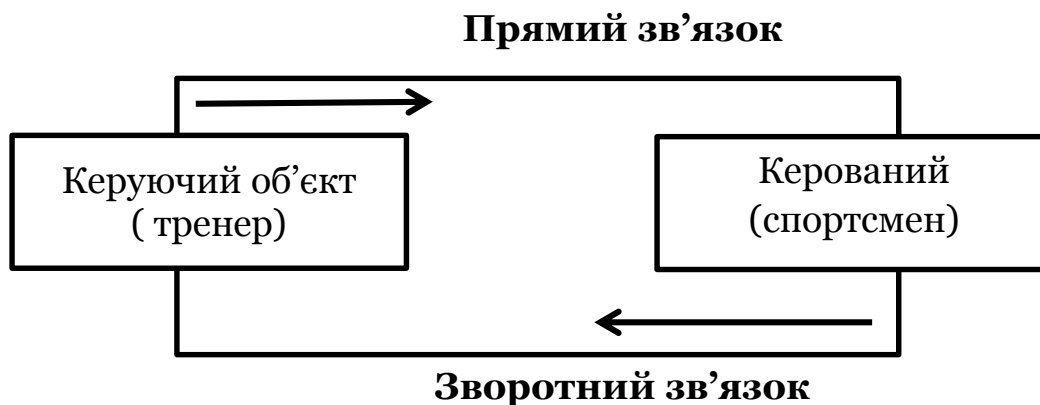 Прямий зв’язок
Керуючий об’єкт
( тренер)
Керований
(спортсмен)
Зворотний зв’язок